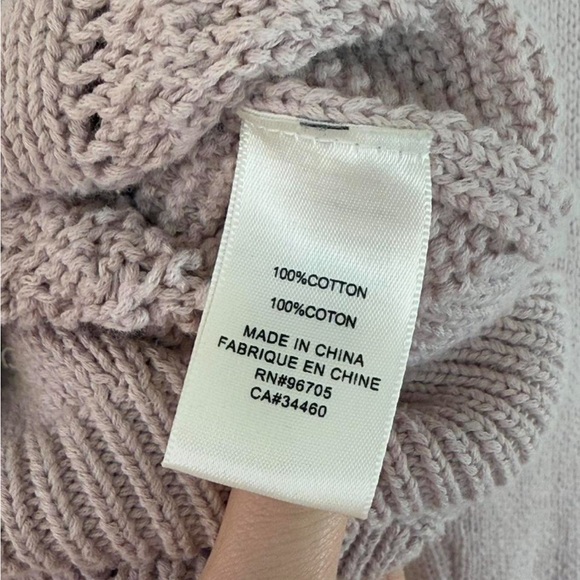 100%COTTON
100%COTON
MADE IN CHINA
FABRIQUE EN CHINE
RN#96705
CA#34460